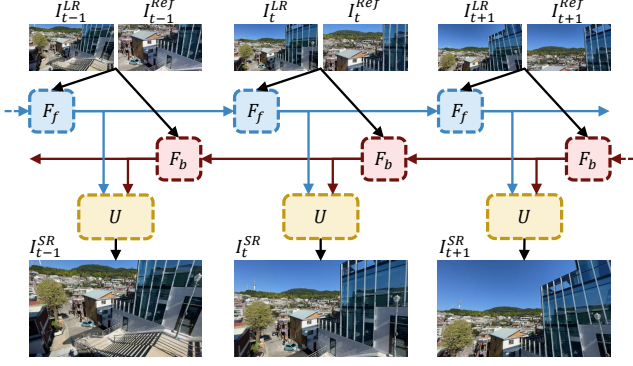 I_{t-1}^{LR} I_{t-1}^{Ref} I_t^{LR} I_t^{Ref} I_{t+1}^{LR} I_{t+1}^{Ref}
F_f F_f F_f
F_b F_b F_b
U U U
I_{t-1}^{SR} I_t^{SR} I_{t+1}^{SR}